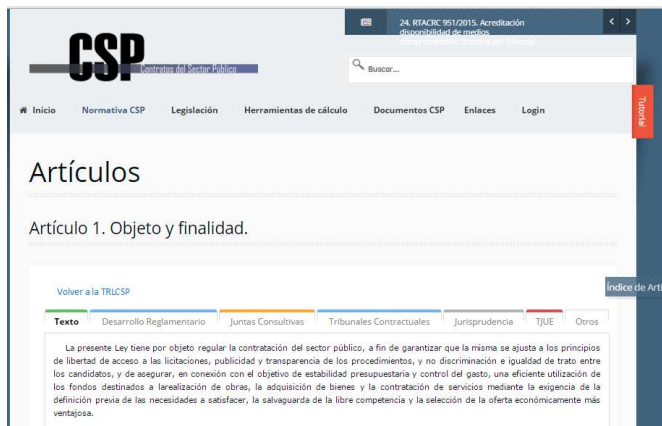 24. RTACRC 951/2015. Acreditación
disponibilidad de medios
CSP
Contratos del Sector Público
Buscar...
Inicio Normativa CSP Legislación Herramientas de cálculo Documentos CSP Enlaces Login
Tutorial
Artículos
Artículo 1. Objeto y finalidad.
Índice de Artí
Volver a la TRLCSP
Texto Desarrollo Reglamentario Juntas Consultivas Tribunales Contractuales Jurisprudencia TJUE Otros
La presente Ley tiene por objeto regular la contratación del sector público, a fin de garantizar que la misma se ajusta a los principios
de libertad de acceso a las licitaciones, publicidad y transparencia de los procedimientos, y no discriminación e igualdad de trato entre
los candidatos, y de asegurar, en conexión con el objetivo de estabilidad presupuestaria y control del gasto, una eficiente utilización de
los fondos destinados a larealización de obras, la adquisición de bienes y la contratación de servicios mediante la exigencia de la
definición previa de las necesidades a satisfacer, la salvaguarda de la libre competencia y la selección de la oferta económicamente más
ventajosa.